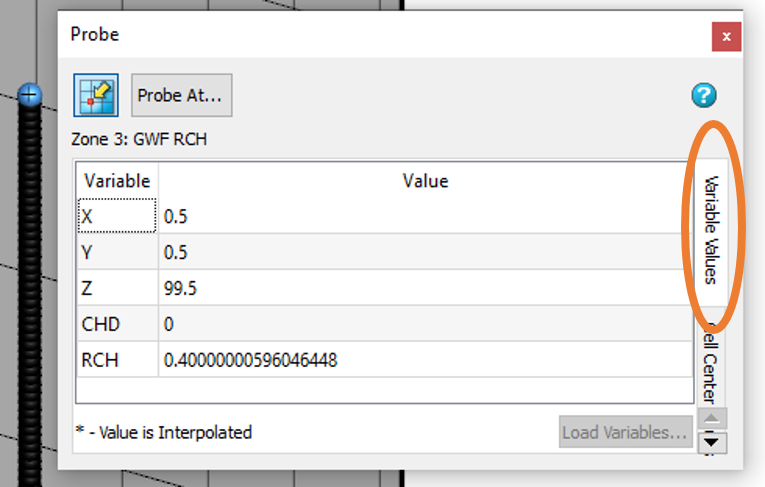 Probe
x
Probe At...
?
Zone 3: GWF RCH
Variable Value
X 0.5
Y 0.5
Z 99.5
CHD 0
RCH 0.40000000596046448
* - Value is Interpolated
Load Variables...
Variable Values
ell Center